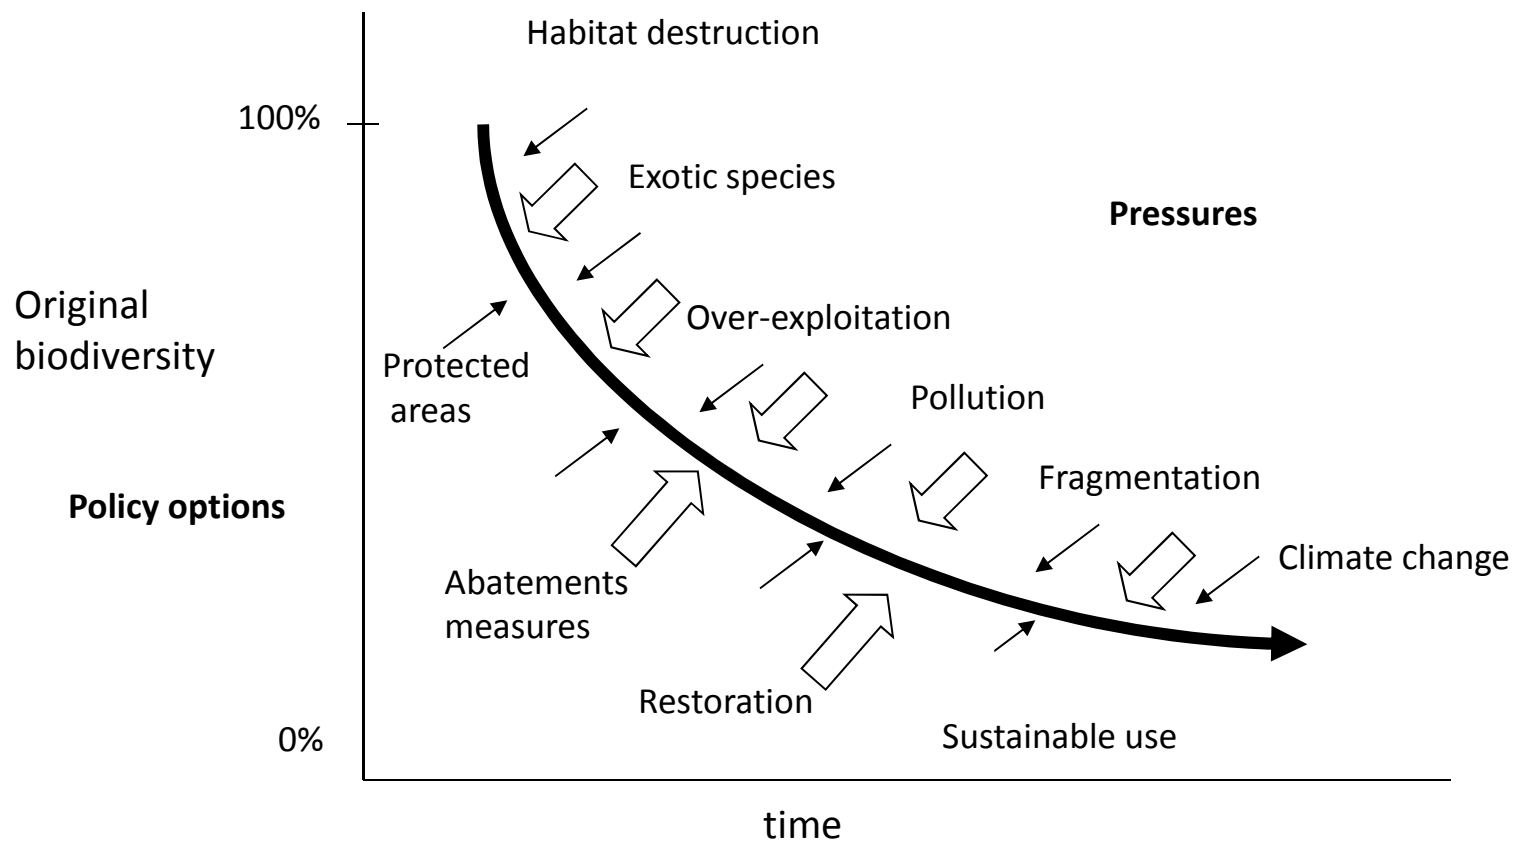 Habitat destruction
100%
Exotic species
Pressures
Original
biodiversity
Over-exploitation
Protected
areas
Pollution
Fragmentation
Policy options
Climate change
Abatements
measures
Restoration
0%
Sustainable use
time